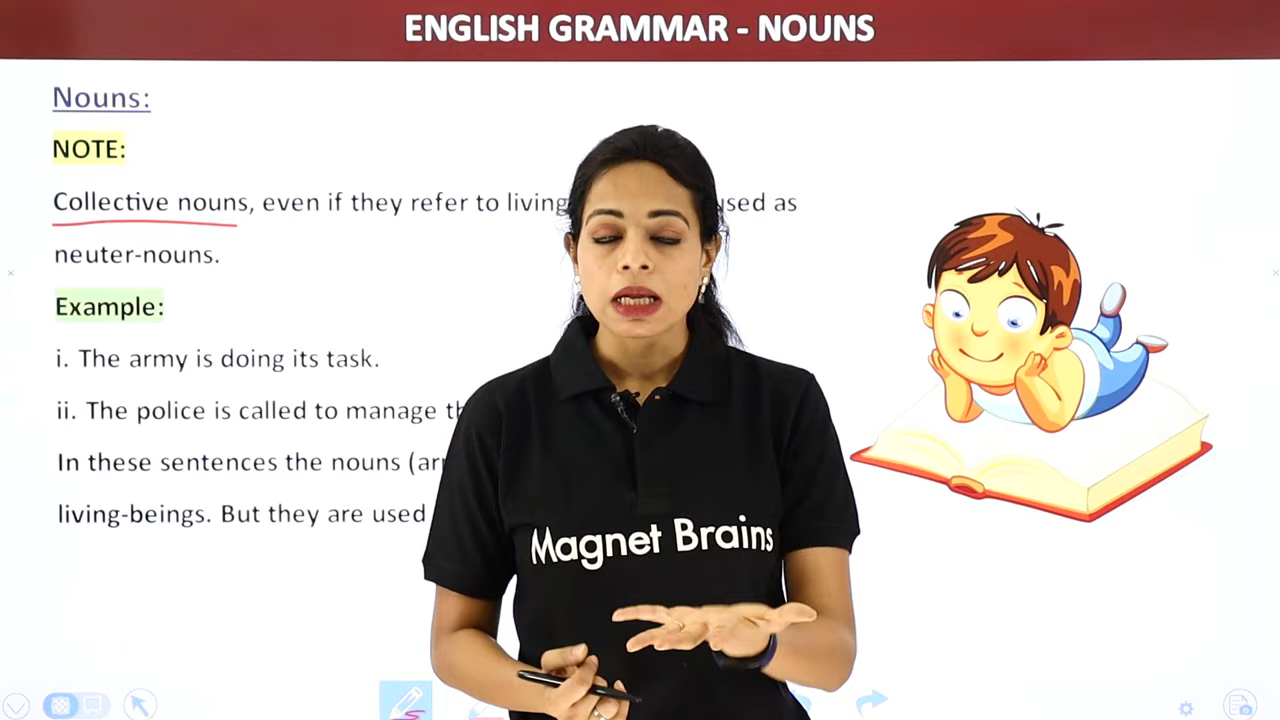 ENGLISH GRAMMAR - NOUNS
Nouns:
NOTE:
Collective nouns, even if they refer to living used as
neuter-nouns.
Example:
i. The army is doing its task.
ii. The police is called to manage
In these sentences the nouns
living-beings. But they are used
Magnet Brains